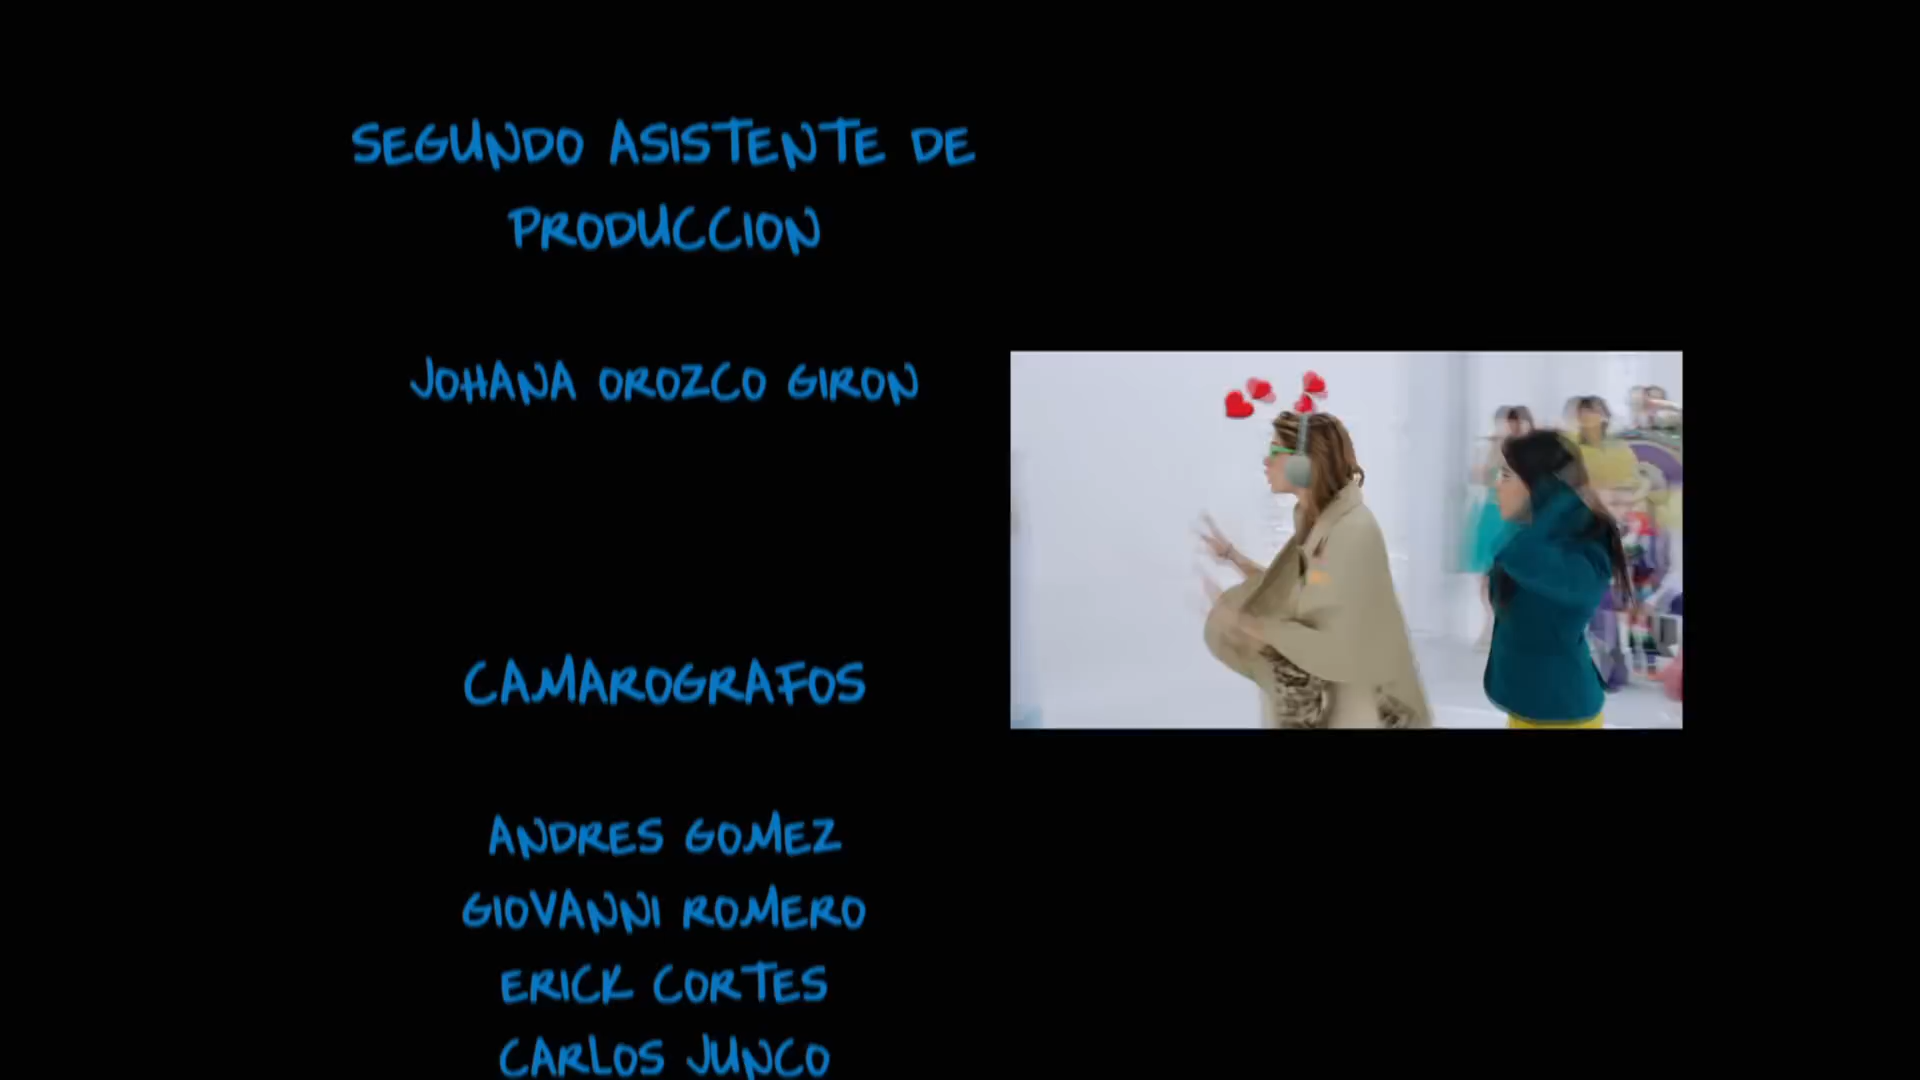 SEGUNDO ASISTENTE DE
PRODUCCION
JOHANA OROZCO GIRON
CAMAROGRAFOS
ANDRES GOMEZ
GIOVANNI ROMERO
ERICK CORTES
CARLOS JUNCO